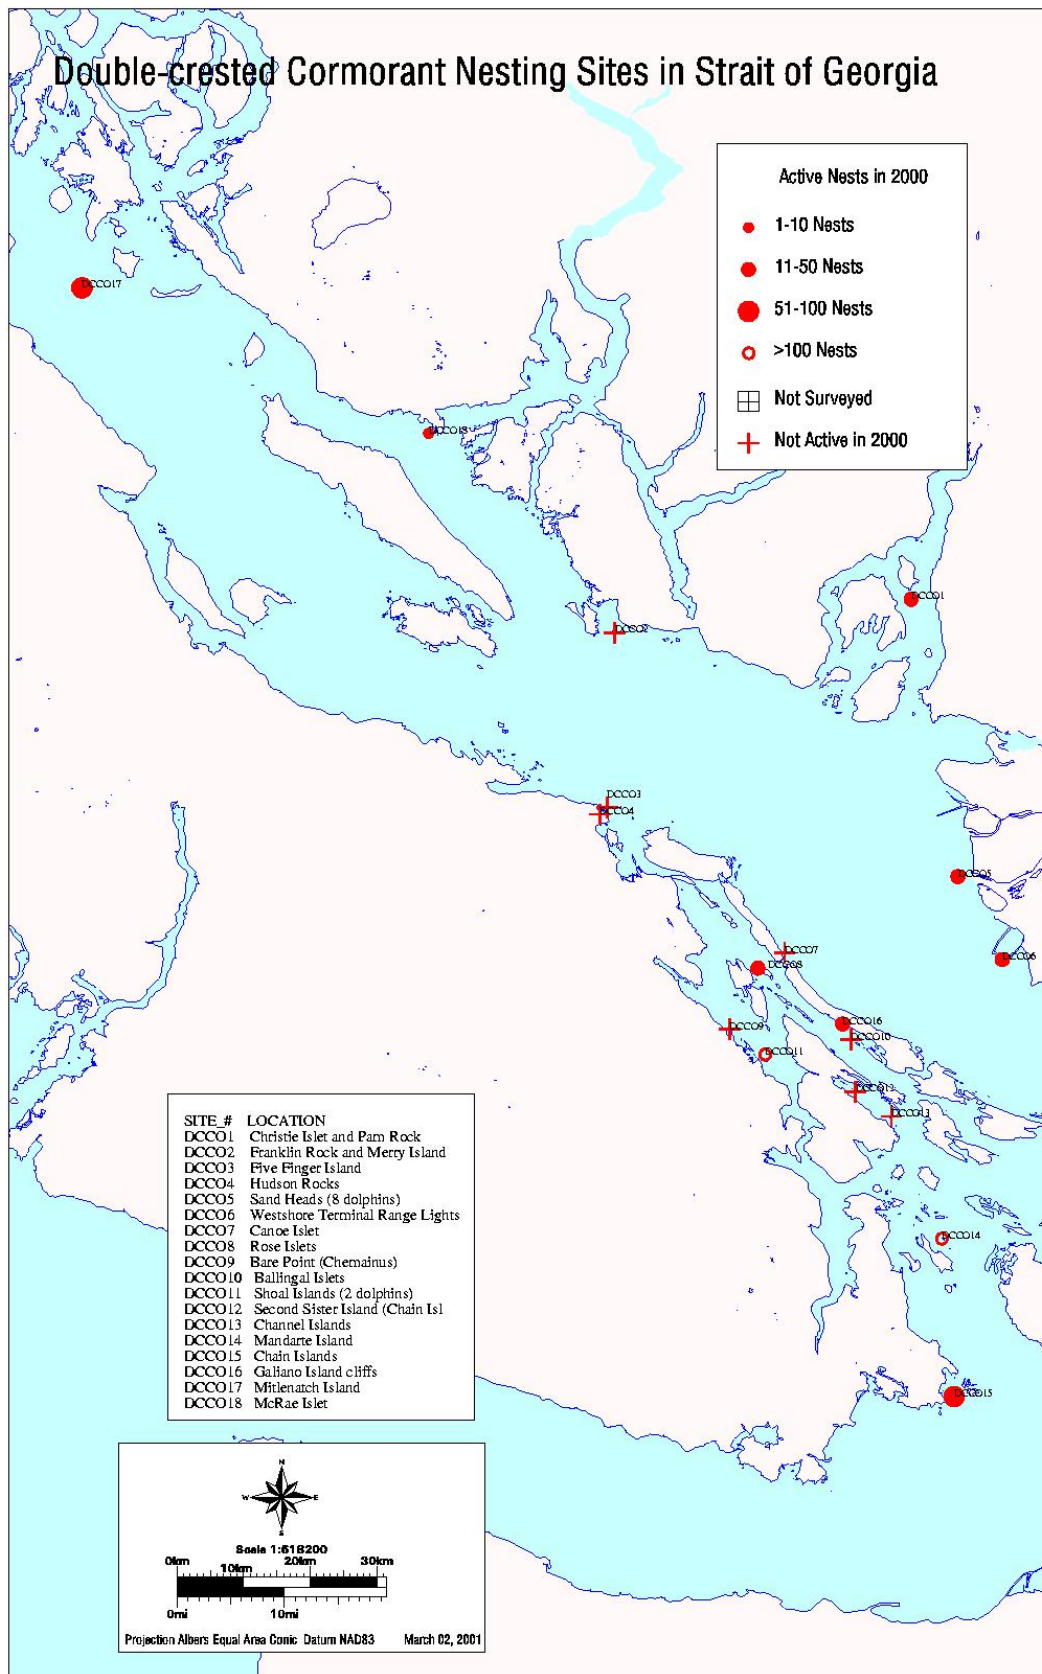 Double-crested Cormorant Nesting Sites in Strait of Georgia
Active Nests in 2000
1-10 Nests
11-50 Nests
51-100 Nests
>100 Nests
Not Surveyed
Not Active in 2000
DCCO17
DCCO18
DCCO1
DCCO2
DCCO3
DCCO4
DCCO5
DCCO6
DCCO7
DCCO8
DCCO16
DCCO9
DCCO10
DCCO11
DCCO12
DCCO13
DCCO14
DCCO15
SITE_# LOCATION
DCCO1 Christie Islet and Pam Rock
DCCO2 Franklin Rock and Merry Island
DCCO3 Five Finger Island
DCCO4 Hudson Rocks
DCCO5 Sand Heads (8 dolphins)
DCCO6 Westshore Terminal Range Lights
DCCO7 Canoe Islet
DCCO8 Rose Islets
DCCO9 Bare Point (Chemainus)
DCCO10 Ballingal Islets
DCCO11 Shoal Islands (2 dolphins)
DCCO12 Second Sister Island (Chain Isl
DCCO13 Channel Islands
DCCO14 Mandarte Island
DCCO15 Chain Islands
DCCO16 Galiano Island cliffs
DCCO17 Mitlenatch Island
DCCO18 McRae Islet
N
W E
S
Scale 1:618200
0km 10km 20km 30km
0mi 10mi
Projection Albers Equal Area Conic Datum NAD83 March 02, 2001